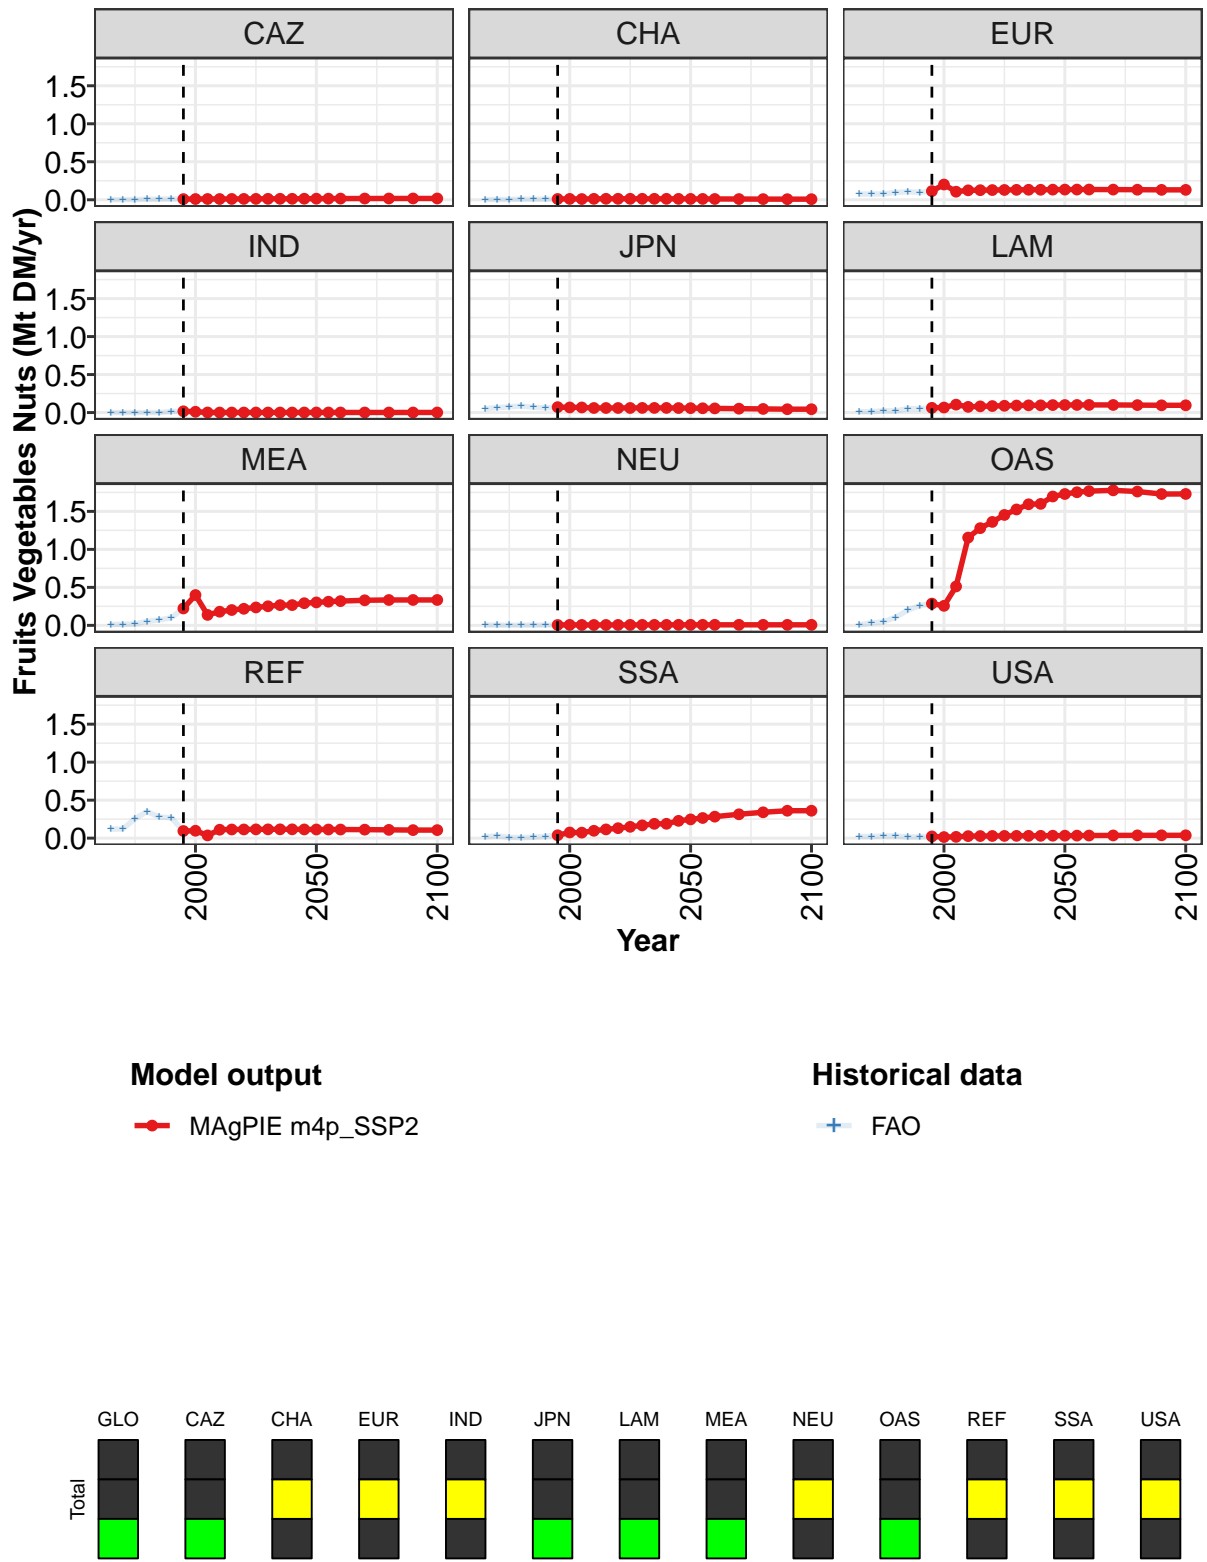 CAZ CHA EUR
1.5
1.0
0.5
0.0
IND JPN LAM
1.5
1.0
0.5
0.0
MEA NEU OAS
1.5
1.0
0.5
0.0
REF SSA USA
1.5
1.0
0.5
0.0
Fruits Vegetables Nuts (Mt DM/yr)
2000 2050 2100 2000 2050 2100 2000 2050 2100
Year
Model output Historical data
MAgPIE m4p_SSP2 FAO
GLO CAZ CHA EUR IND JPN LAM MEA NEU OAS REF SSA USA
Total